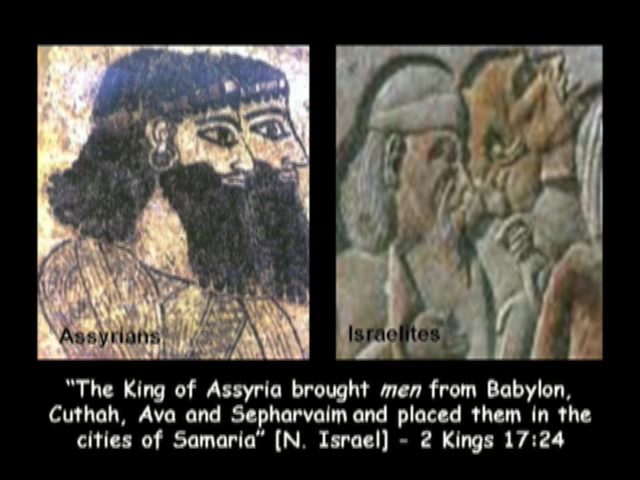 Assyrians
Israelites
“The King of Assyria brought men from Babylon,
Cuthah, Ava and Sepharvaim and placed them in the
cities of Samaria” [N. Israel] - 2 Kings 17:24